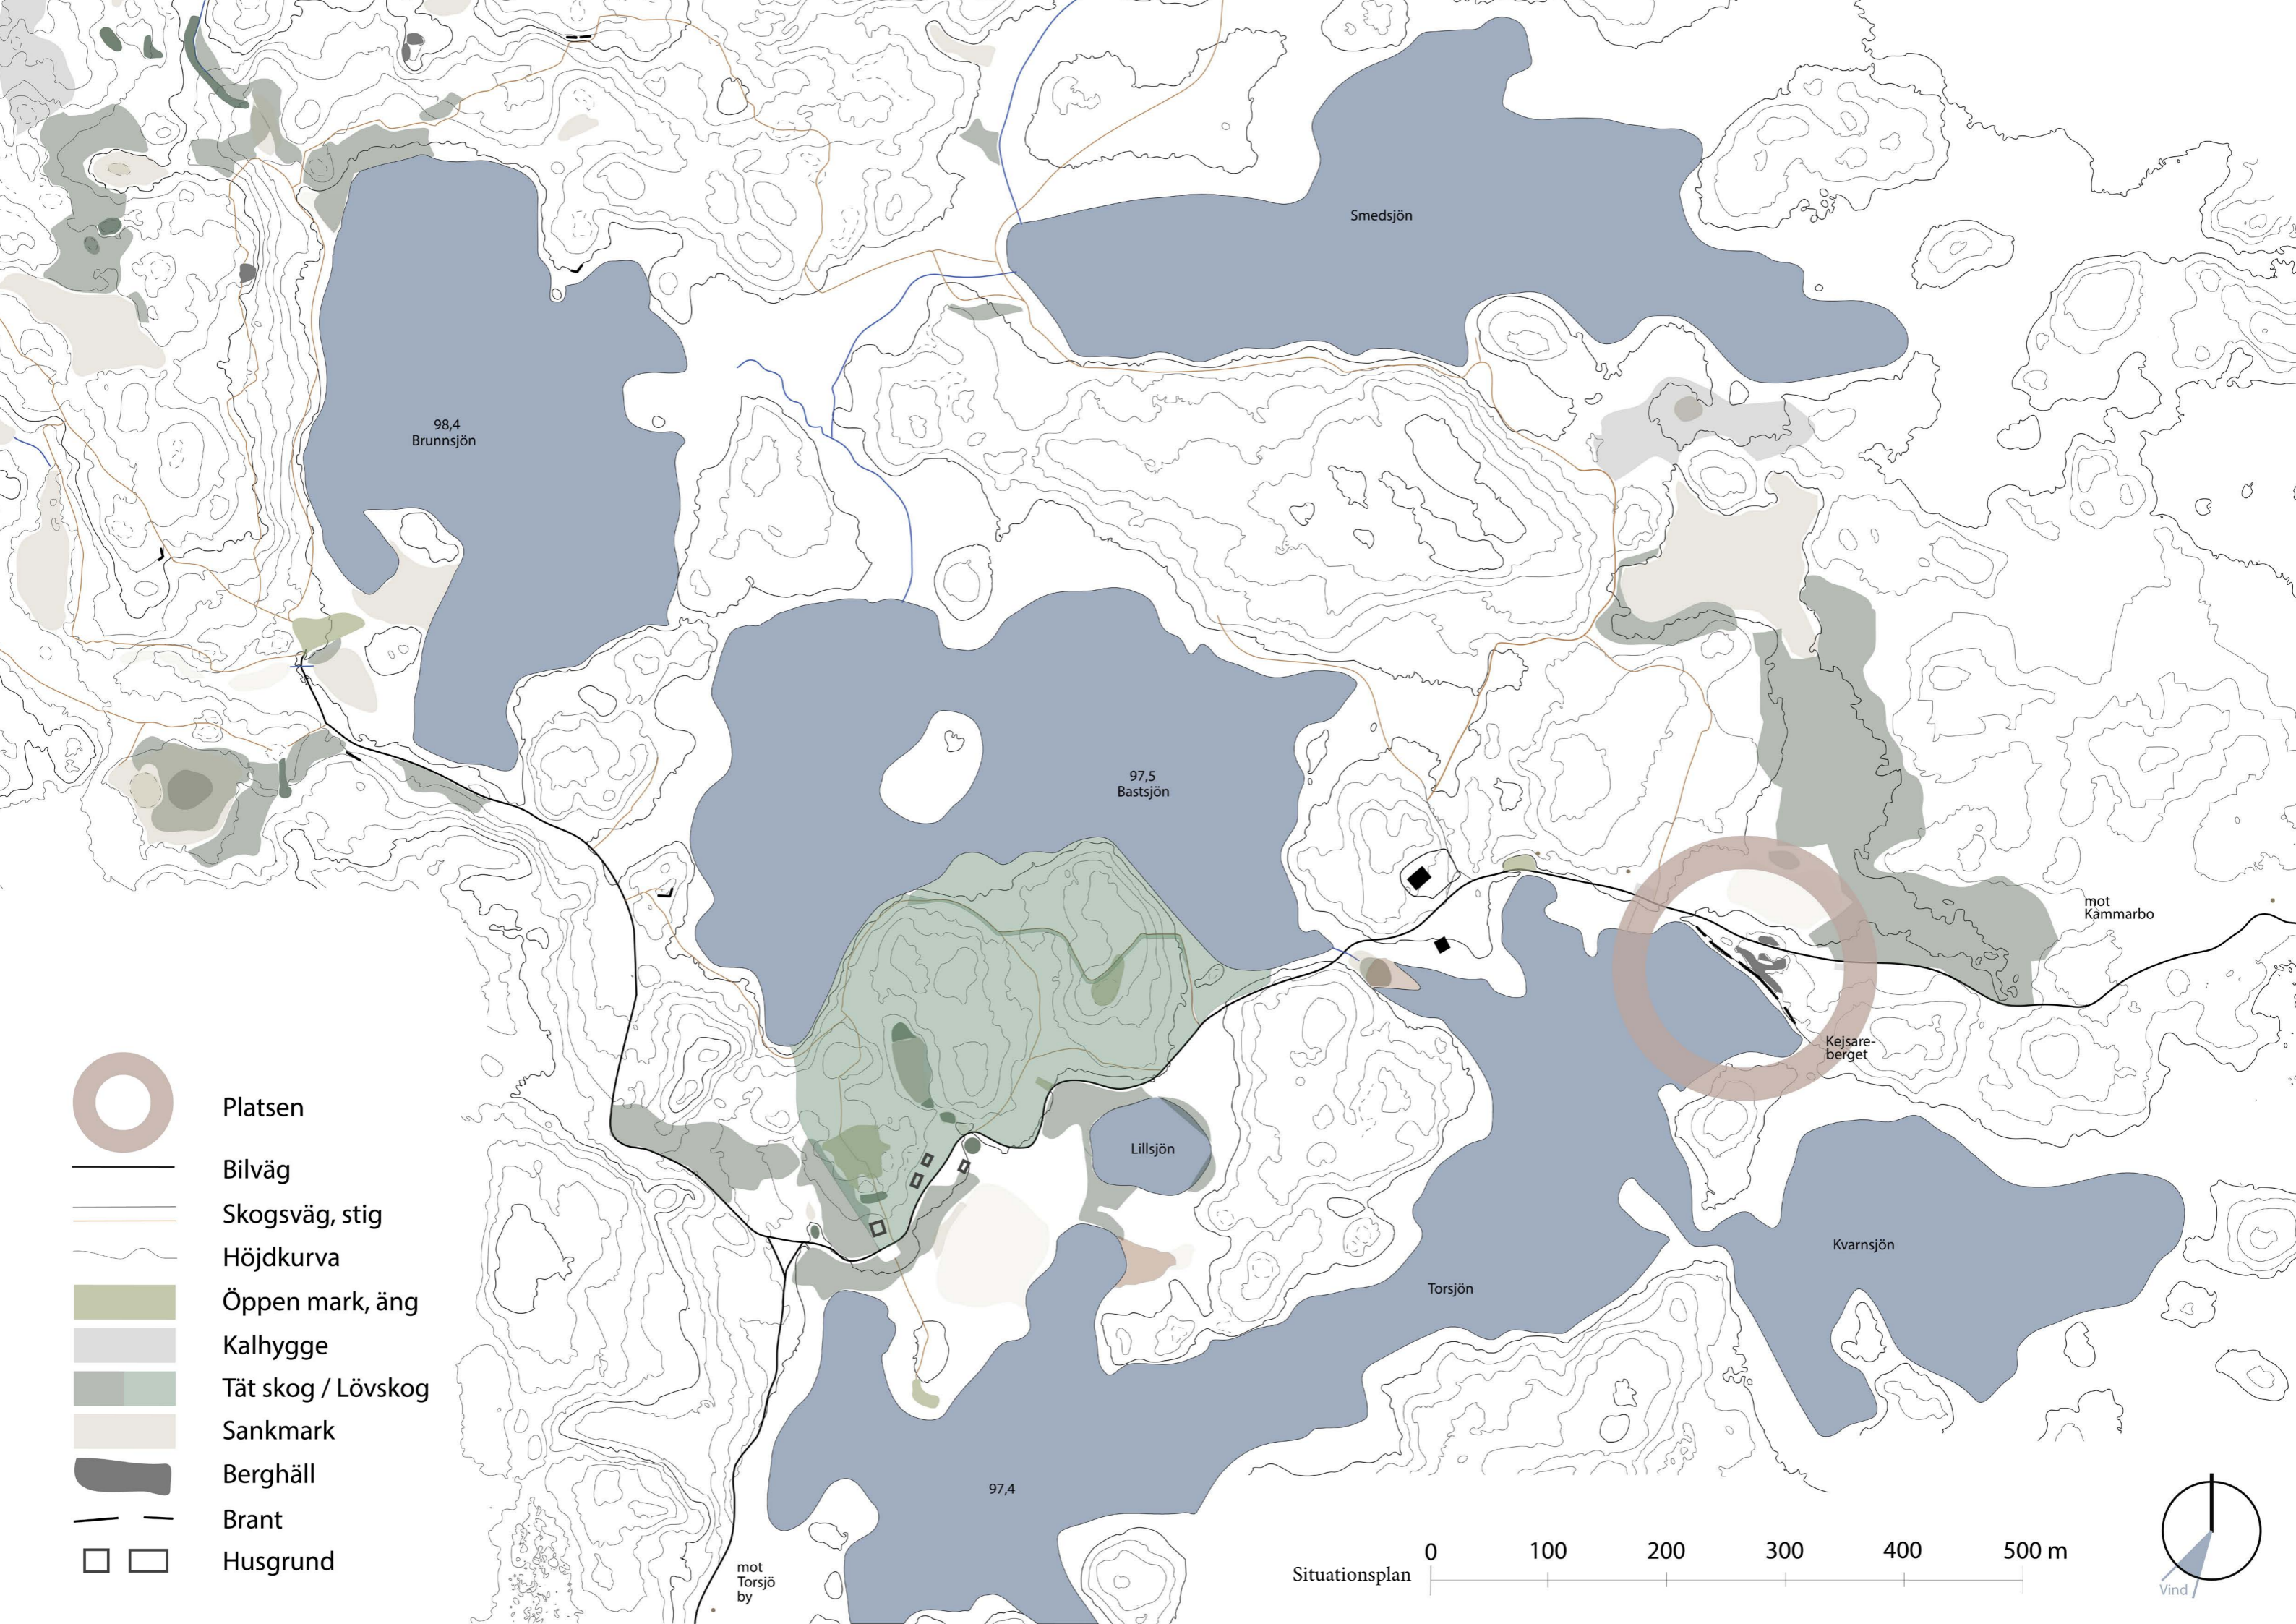 Smedsjön
98,4
Brunnsjön
97,5
Bastsjön
mot
Kammarbo
Kejsare-
berget
Lillsjön
Kvarnsjön
Torsjön
97,4
mot
Torsjö
by
Platsen
Bilväg
Skogsväg, stig
Höjdkurva
Öppen mark, äng
Kalhygge
Tät skog / Lövskog
Sankmark
Berghäll
Brant
Husgrund
Situationsplan
0 100 200 300 400 500 m
Vind